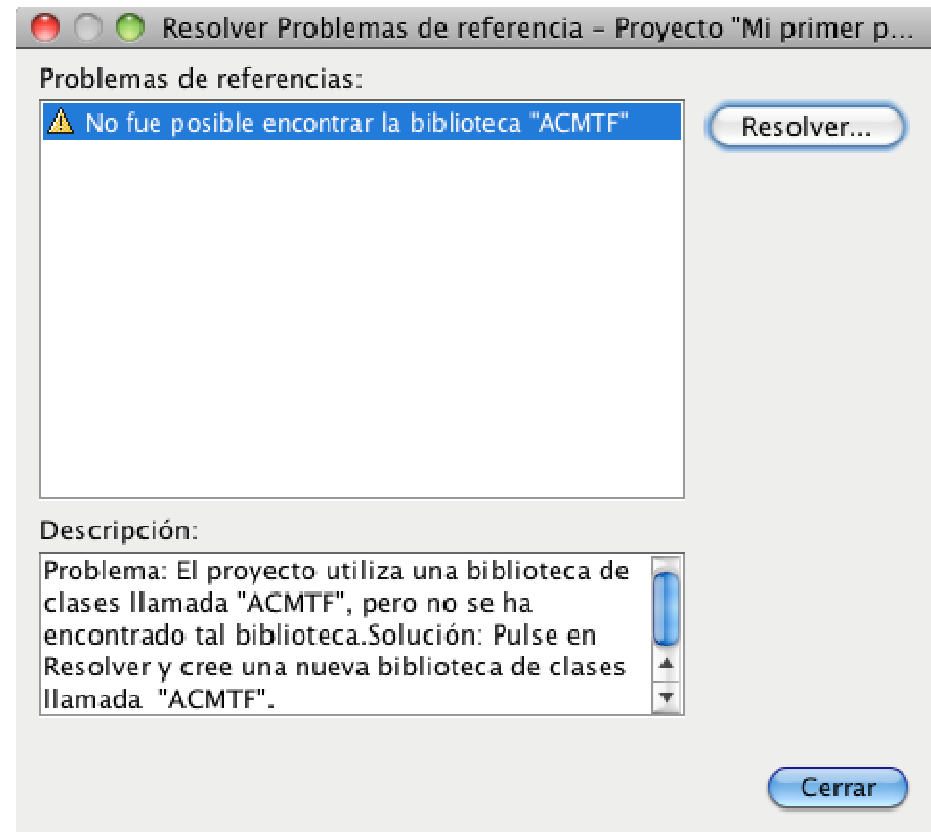 Resolver Problemas de referencia – Proyecto "Mi primer p...
Problemas de referencias:
No fue posible encontrar la biblioteca "ACMTF"
Resolver...
Descripción:
Problema: El proyecto utiliza una biblioteca de
clases llamada "ACMTF", pero no se ha
encontrado tal biblioteca.Solución: Pulse en
Resolver y cree una nueva biblioteca de clases
llamada "ACMTF".
Cerrar